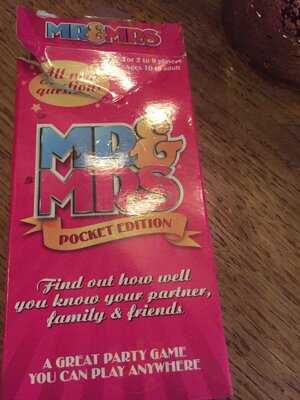 MR&MRS
For 2 to 8 players
Ages 10 to adult
All new
questions
MR&
MRS
POCKET EDITION
Find out how well
you know your partner,
family & friends
A GREAT PARTY GAME
YOU CAN PLAY ANYWHERE